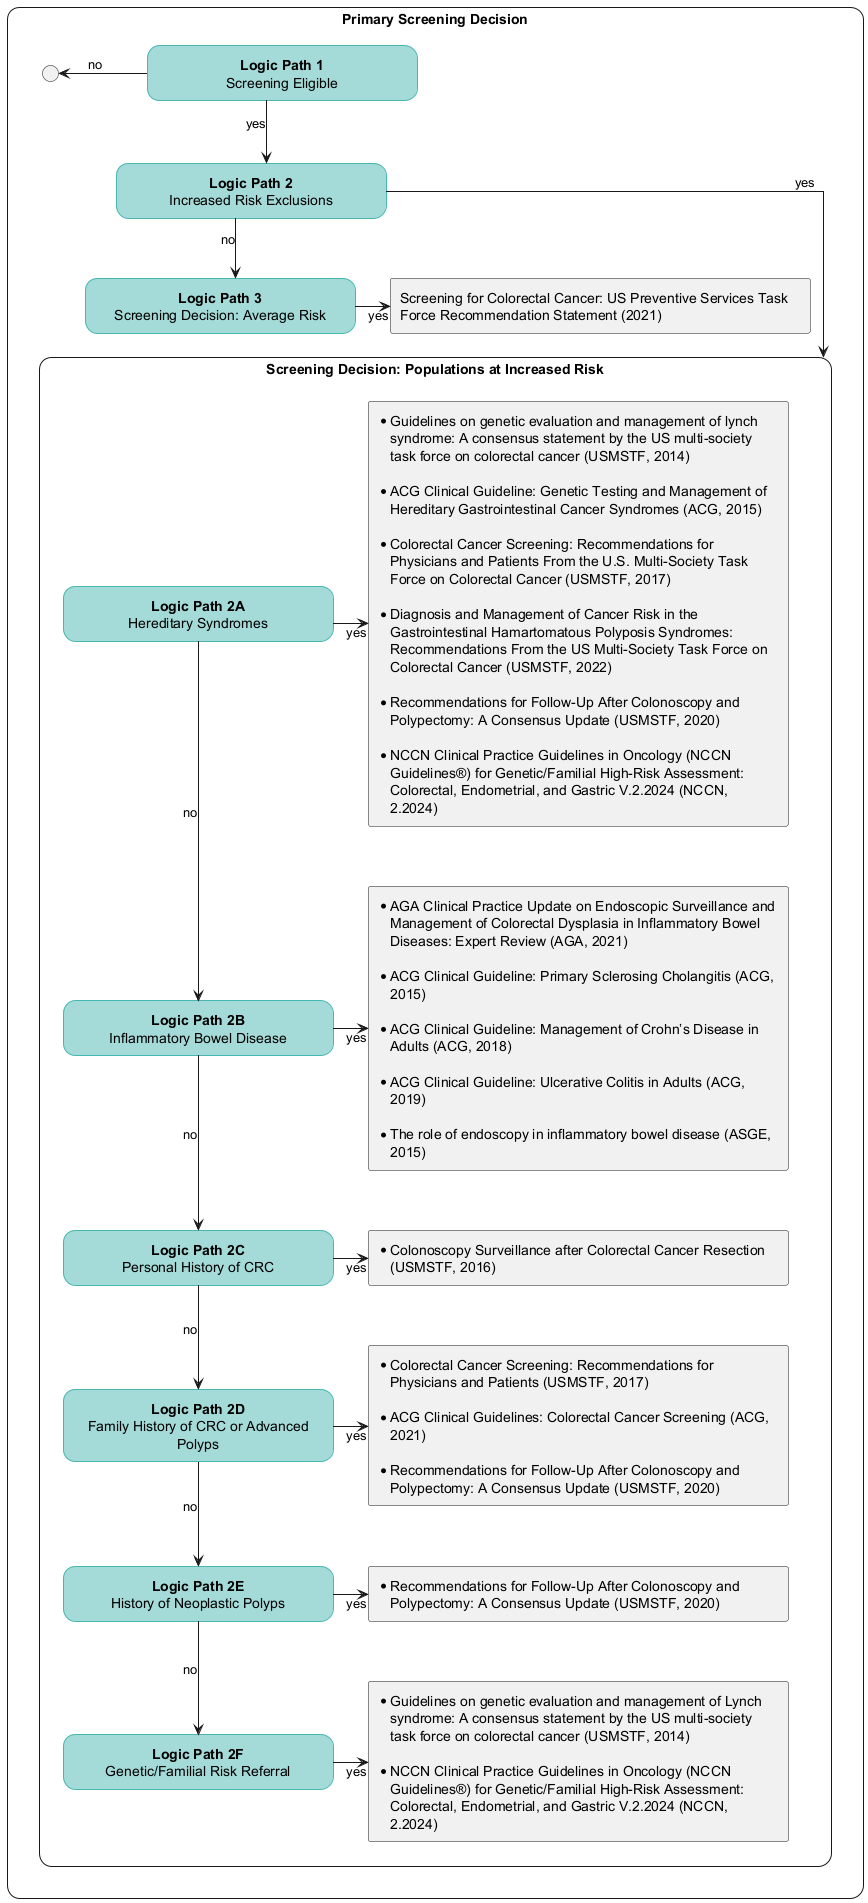 Primary Screening Decision
no
Logic Path 1
Screening Eligible
yes
Logic Path 2
Increased Risk Exclusions
yes
no
Logic Path 3
Screening Decision: Average Risk
yes
Screening for Colorectal Cancer: US Preventive Services Task
Force Recommendation Statement (2021)
Screening Decision: Populations at Increased Risk
Logic Path 2A
Hereditary Syndromes
yes
• Guidelines on genetic evaluation and management of lynch
syndrome: A consensus statement by the US multi-society
task force on colorectal cancer (USMSTF, 2014)
• ACG Clinical Guideline: Genetic Testing and Management of
Hereditary Gastrointestinal Cancer Syndromes (ACG, 2015)
• Colorectal Cancer Screening: Recommendations for
Physicians and Patients From the U.S. Multi-Society Task
Force on Colorectal Cancer (USMSTF, 2017)
• Diagnosis and Management of Cancer Risk in the
Gastrointestinal Hamartomatous Polyposis Syndromes:
Recommendations From the US Multi-Society Task Force on
Colorectal Cancer (USMSTF, 2022)
• Recommendations for Follow-Up After Colonoscopy and
Polypectomy: A Consensus Update (USMSTF, 2020)
• NCCN Clinical Practice Guidelines in Oncology (NCCN
Guidelines®) for Genetic/Familial High-Risk Assessment:
Colorectal, Endometrial, and Gastric V.2.2024 (NCCN,
2.2024)
no
Logic Path 2B
Inflammatory Bowel Disease
yes
• AGA Clinical Practice Update on Endoscopic Surveillance and
Management of Colorectal Dysplasia in Inflammatory Bowel
Diseases: Expert Review (AGA, 2021)
• ACG Clinical Guideline: Primary Sclerosing Cholangitis (ACG,
2015)
• ACG Clinical Guideline: Management of Crohn's Disease in
Adults (ACG, 2018)
• ACG Clinical Guideline: Ulcerative Colitis in Adults (ACG,
2019)
• The role of endoscopy in inflammatory bowel disease (ASGE,
2015)
no
Logic Path 2C
Personal History of CRC
yes
• Colonoscopy Surveillance after Colorectal Cancer Resection
(USMSTF, 2016)
no
Logic Path 2D
Family History of CRC or Advanced
Polyps
yes
• Colorectal Cancer Screening: Recommendations for
Physicians and Patients (USMSTF, 2017)
• ACG Clinical Guidelines: Colorectal Cancer Screening (ACG,
2021)
• Recommendations for Follow-Up After Colonoscopy and
Polypectomy: A Consensus Update (USMSTF, 2020)
no
Logic Path 2E
History of Neoplastic Polyps
yes
• Recommendations for Follow-Up After Colonoscopy and
Polypectomy: A Consensus Update (USMSTF, 2020)
no
Logic Path 2F
Genetic/Familial Risk Referral
yes
• Guidelines on genetic evaluation and management of Lynch
syndrome: A consensus statement by the US multi-society
task force on colorectal cancer (USMSTF, 2014)
• NCCN Clinical Practice Guidelines in Oncology (NCCN
Guidelines®) for Genetic/Familial High-Risk Assessment:
Colorectal, Endometrial, and Gastric V.2.2024 (NCCN,
2.2024)